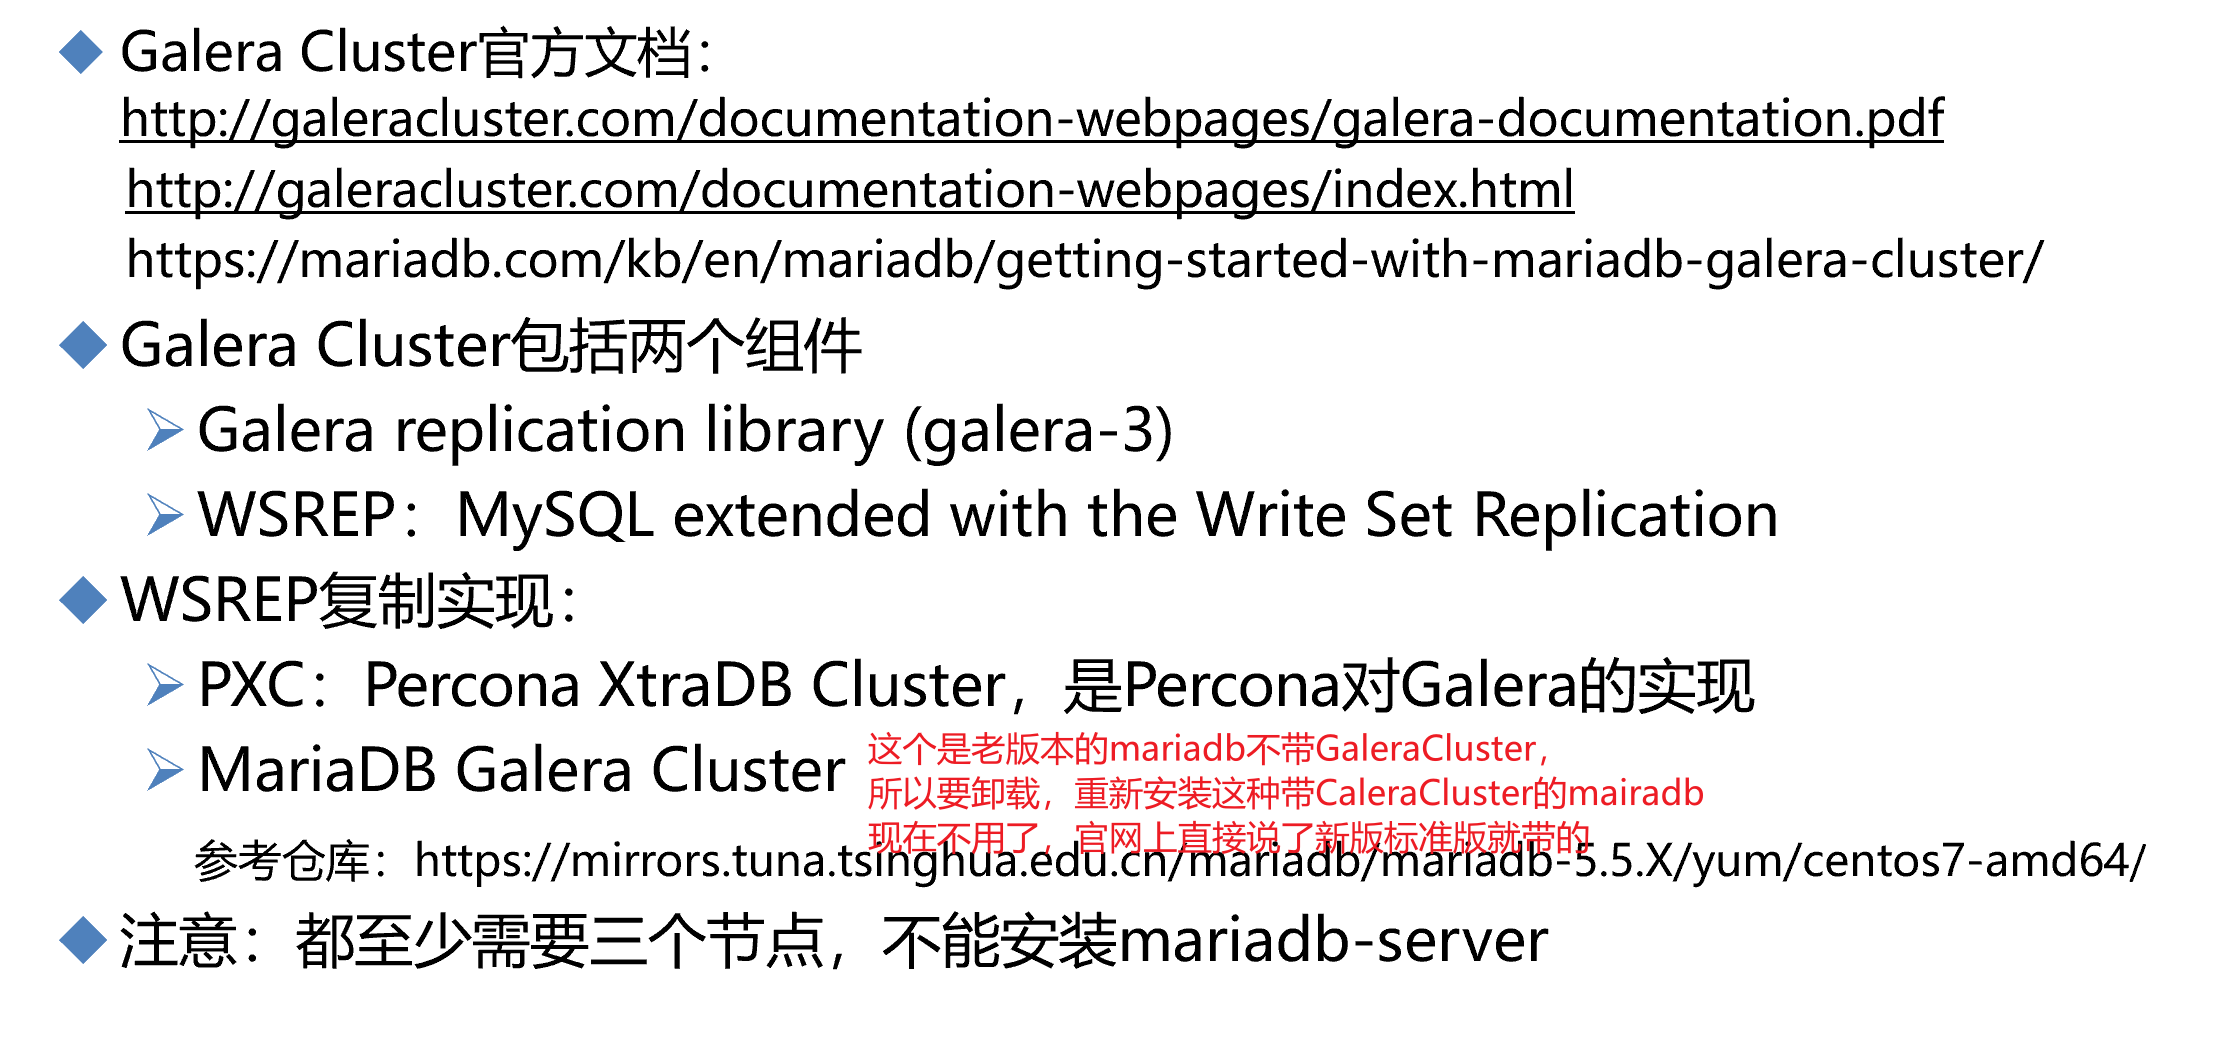 Galera Cluster官方文档：
http://galeracluster.com/documentation-webpages/galera-documentation.pdf
http://galeracluster.com/documentation-webpages/index.html
https://mariadb.com/kb/en/mariadb/getting-started-with-mariadb-galera-cluster/
Galera Cluster包括两个组件
Galera replication library (galera-3)
WSREP：MySQL extended with the Write Set Replication
WSREP复制实现：
PXC：Percona XtraDB Cluster，是Percona对Galera的实现
MariaDB Galera Cluster
这个是老版本的mariadb不带GaleraCluster，
所以要卸载，重新安装这种带CaleraCluster的mairadb
现在不用了，官网上直接说了新版标准版就带的
参考仓库：https://mirrors.tuna.tsinghua.edu.cn/mariadb/mariadb-5.5.X/yum/centos7-amd64/
注意：都至少需要三个节点，不能安装mariadb-server